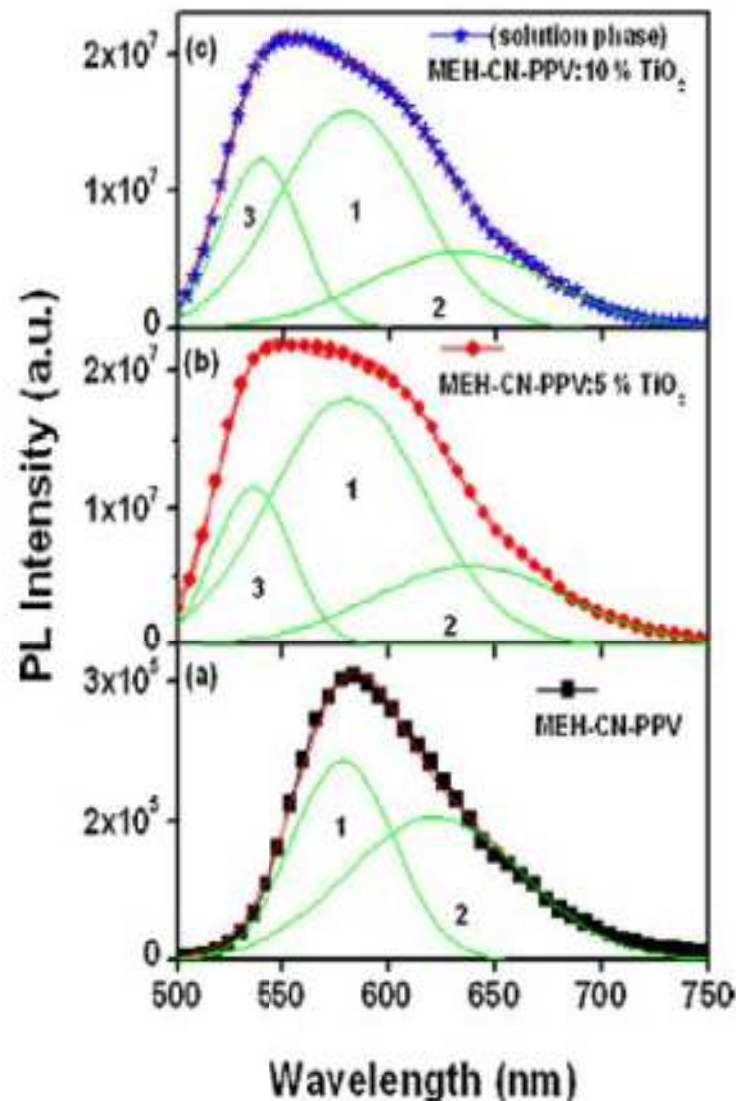 PL Intensity (a.u.)
(c)
(solution phase)
MEH-CN-PPV:10 % TiO₂
2x10⁷
1x10⁷
0
3
1
2
(b)
MEH-CN-PPV:5 % TiO₂
2x10⁷
1x10⁷
0
3
1
2
(a)
MEH-CN-PPV
3x10⁵
2x10⁵
0
1
2
500 550 600 650 700 750
Wavelength (nm)